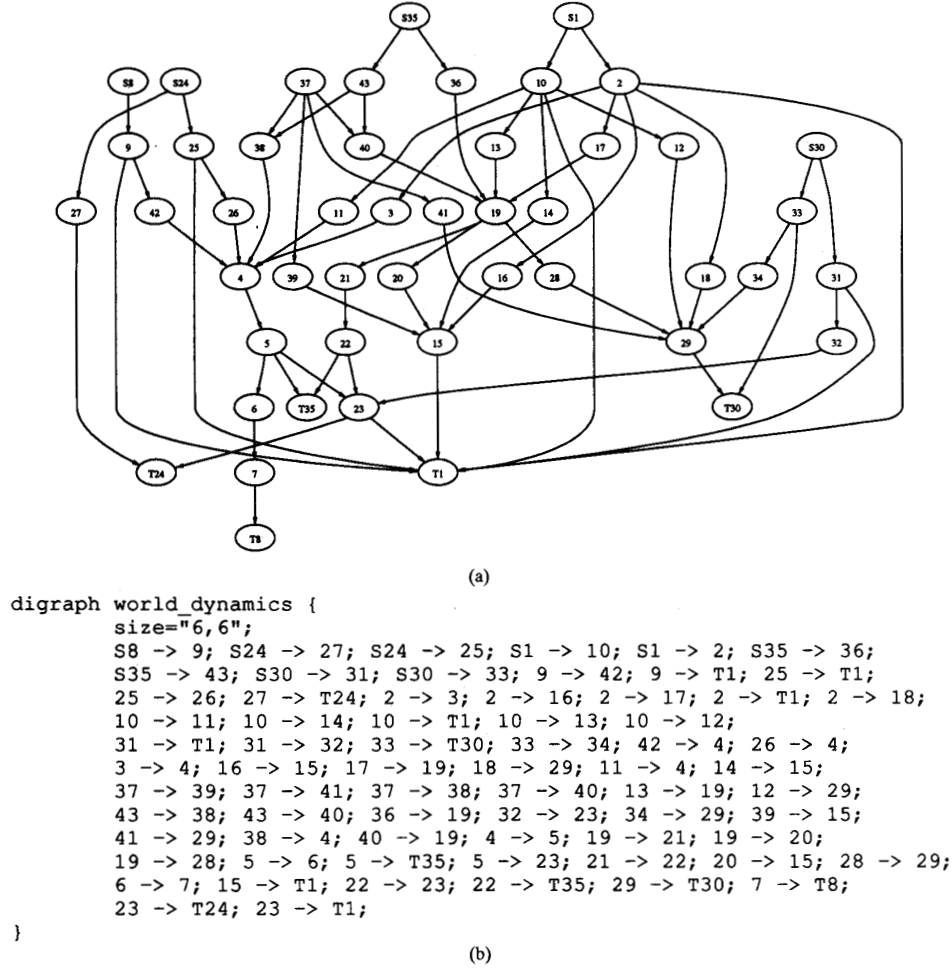 S35 S1
S8 S24 37 43 36 10 2
9 25 38 40 13 17 12 S30
27 42 26 11 3 41 19 14 33
4 39 21 20 16 28 18 34 31
5 22 15 29 32
6 T35 23 T30
T24 7 T1
T8
(a)
digraph world_dynamics {
size="6,6";
S8 -> 9; S24 -> 27; S24 -> 25; S1 -> 10; S1 -> 2; S35 -> 36;
S35 -> 43; S30 -> 31; S30 -> 33; 9 -> 42; 9 -> T1; 25 -> T1;
25 -> 26; 27 -> T24; 2 -> 3; 2 -> 16; 2 -> 17; 2 -> T1; 2 -> 18;
10 -> 11; 10 -> 14; 10 -> T1; 10 -> 13; 10 -> 12;
31 -> T1; 31 -> 32; 33 -> T30; 33 -> 34; 42 -> 4; 26 -> 4;
3 -> 4; 16 -> 15; 17 -> 19; 18 -> 29; 11 -> 4; 14 -> 15;
37 -> 39; 37 -> 41; 37 -> 38; 37 -> 40; 13 -> 19; 12 -> 29;
43 -> 38; 43 -> 40; 36 -> 19; 32 -> 23; 34 -> 29; 39 -> 15;
41 -> 29; 38 -> 4; 40 -> 19; 4 -> 5; 19 -> 21; 19 -> 20;
19 -> 28; 5 -> 6; 5 -> T35; 5 -> 23; 21 -> 22; 20 -> 15; 28 -> 29;
6 -> 7; 15 -> T1; 22 -> 23; 22 -> T35; 29 -> T30; 7 -> T8;
23 -> T24; 23 -> T1;
}
(b)